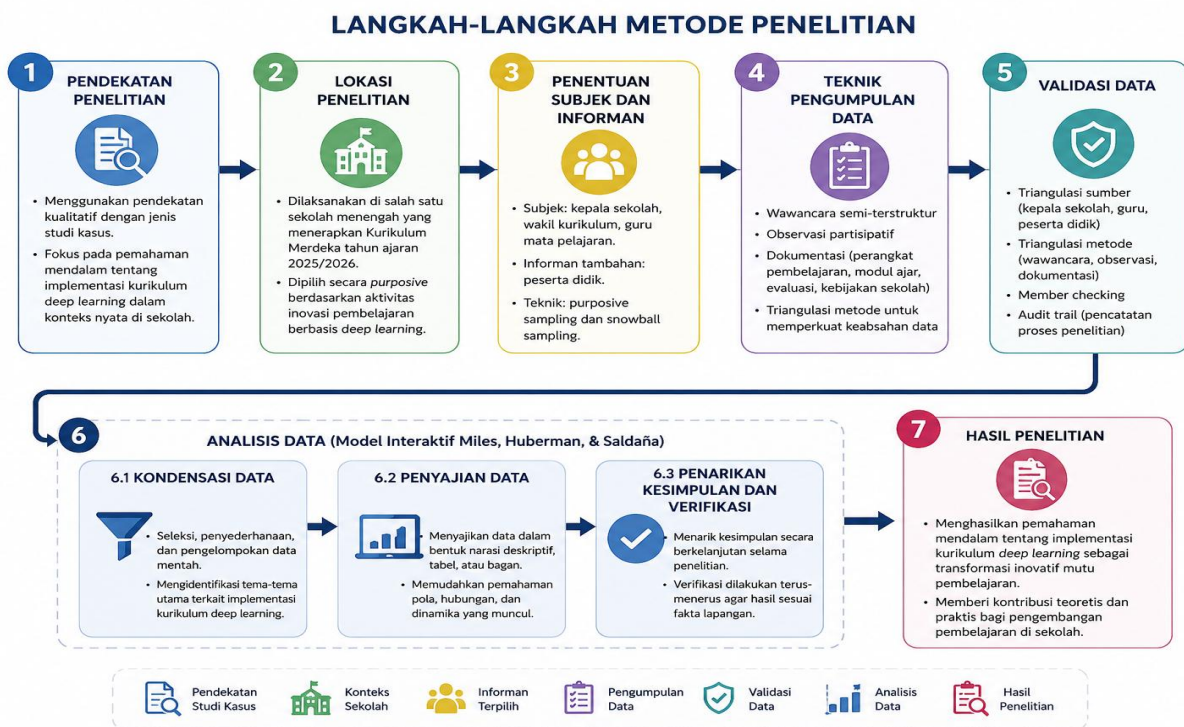 LANGKAH-LANGKAH METODE PENELITIAN
1
PENDEKATAN
PENELITIAN
• Menggunakan pendekatan
kualitatif dengan jenis
studi kasus.
• Fokus pada pemahaman
mendalam tentang
implementasi kurikulum
deep learning dalam
konteks nyata di sekolah.
2
LOKASI
PENELITIAN
• Dilaksanakan di salah satu
sekolah menengah yang
menerapkan Kurikulum
Merdeka tahun ajaran
2025/2026.
• Dipilih secara purposive
berdasarkan aktivitas
inovasi pembelajaran
berbasis deep learning.
3
PENENTUAN
SUBJEK DAN
INFORMAN
• Subjek: kepala sekolah,
wakil kurikulum, guru
mata pelajaran.
• Informan tambahan:
peserta didik.
• Teknik: purposive
sampling dan snowball
sampling.
4
TEKNIK
PENGUMPULAN
DATA
• Wawancara semi-terstruktur
• Observasi partisipatif
• Dokumentasi (perangkat
pembelajaran, modul ajar,
evaluasi, kebijakan sekolah)
• Triangulasi metode untuk
memperkuat keabsahan data
5
VALIDASI DATA
• Triangulasi sumber
(kepala sekolah, guru,
peserta didik)
• Triangulasi metode
(wawancara, observasi,
dokumentasi)
• Member checking
• Audit trail (pencatatan
proses penelitian)
6
ANALISIS DATA (Model Interaktif Miles, Huberman, & Saldaña)
6.1 KONDENSASI DATA
• Seleksi, penyederhanaan,
dan pengelompokan data
mentah.
• Mengidentifikasi tema-tema
utama terkait implementasi
kurikulum deep learning.
6.2 PENYAJIAN DATA
• Menyajikan data dalam
bentuk narasi deskriptif,
tabel, atau bagan.
• Memudahkan pemahaman
pola, hubungan, dan
dinamika yang muncul.
6.3 PENARIKAN
KESIMPULAN DAN
VERIFIKASI
• Menarik kesimpulan secara
berkelanjutan selama
penelitian.
• Verifikasi dilakukan terus-
menerus agar hasil sesuai
fakta lapangan.
7
HASIL PENELITIAN
• Menghasilkan pemahaman
mendalam tentang implementasi
kurikulum deep learning sebagai
transformasi inovatif mutu
pembelajaran.
• Memberi kontribusi teoretis dan
praktis bagi pengembangan
pembelajaran di sekolah.
Pendekatan
Studi Kasus
Konteks
Sekolah
Informan
Terpilih
Pengumpulan
Data
Validasi
Data
Analisis
Data
Hasil
Penelitian